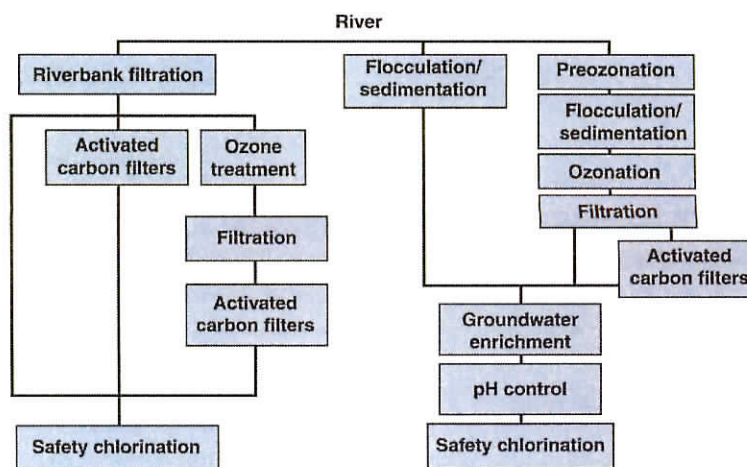 River
Riverbank filtration
Flocculation/
sedimentation
Preozonation
Flocculation/
sedimentation
Activated
carbon filters
Ozone
treatment
Ozonation
Filtration
Filtration
Activated
carbon filters
Activated
carbon filters
Groundwater
enrichment
pH control
Safety chlorination
Safety chlorination